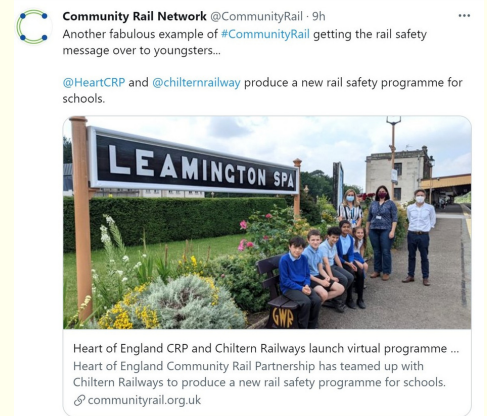 Community Rail Network @CommunityRail · 9h
Another fabulous example of #CommunityRail getting the rail safety
message over to youngsters...
@HeartCRP and @chilternrailway produce a new rail safety programme for
schools.
LEAMINGTON SPA
GWR
Heart of England CRP and Chiltern Railways launch virtual programme ...
Heart of England Community Rail Partnership has teamed up with
Chiltern Railways to produce a new rail safety programme for schools.
communityrail.org.uk